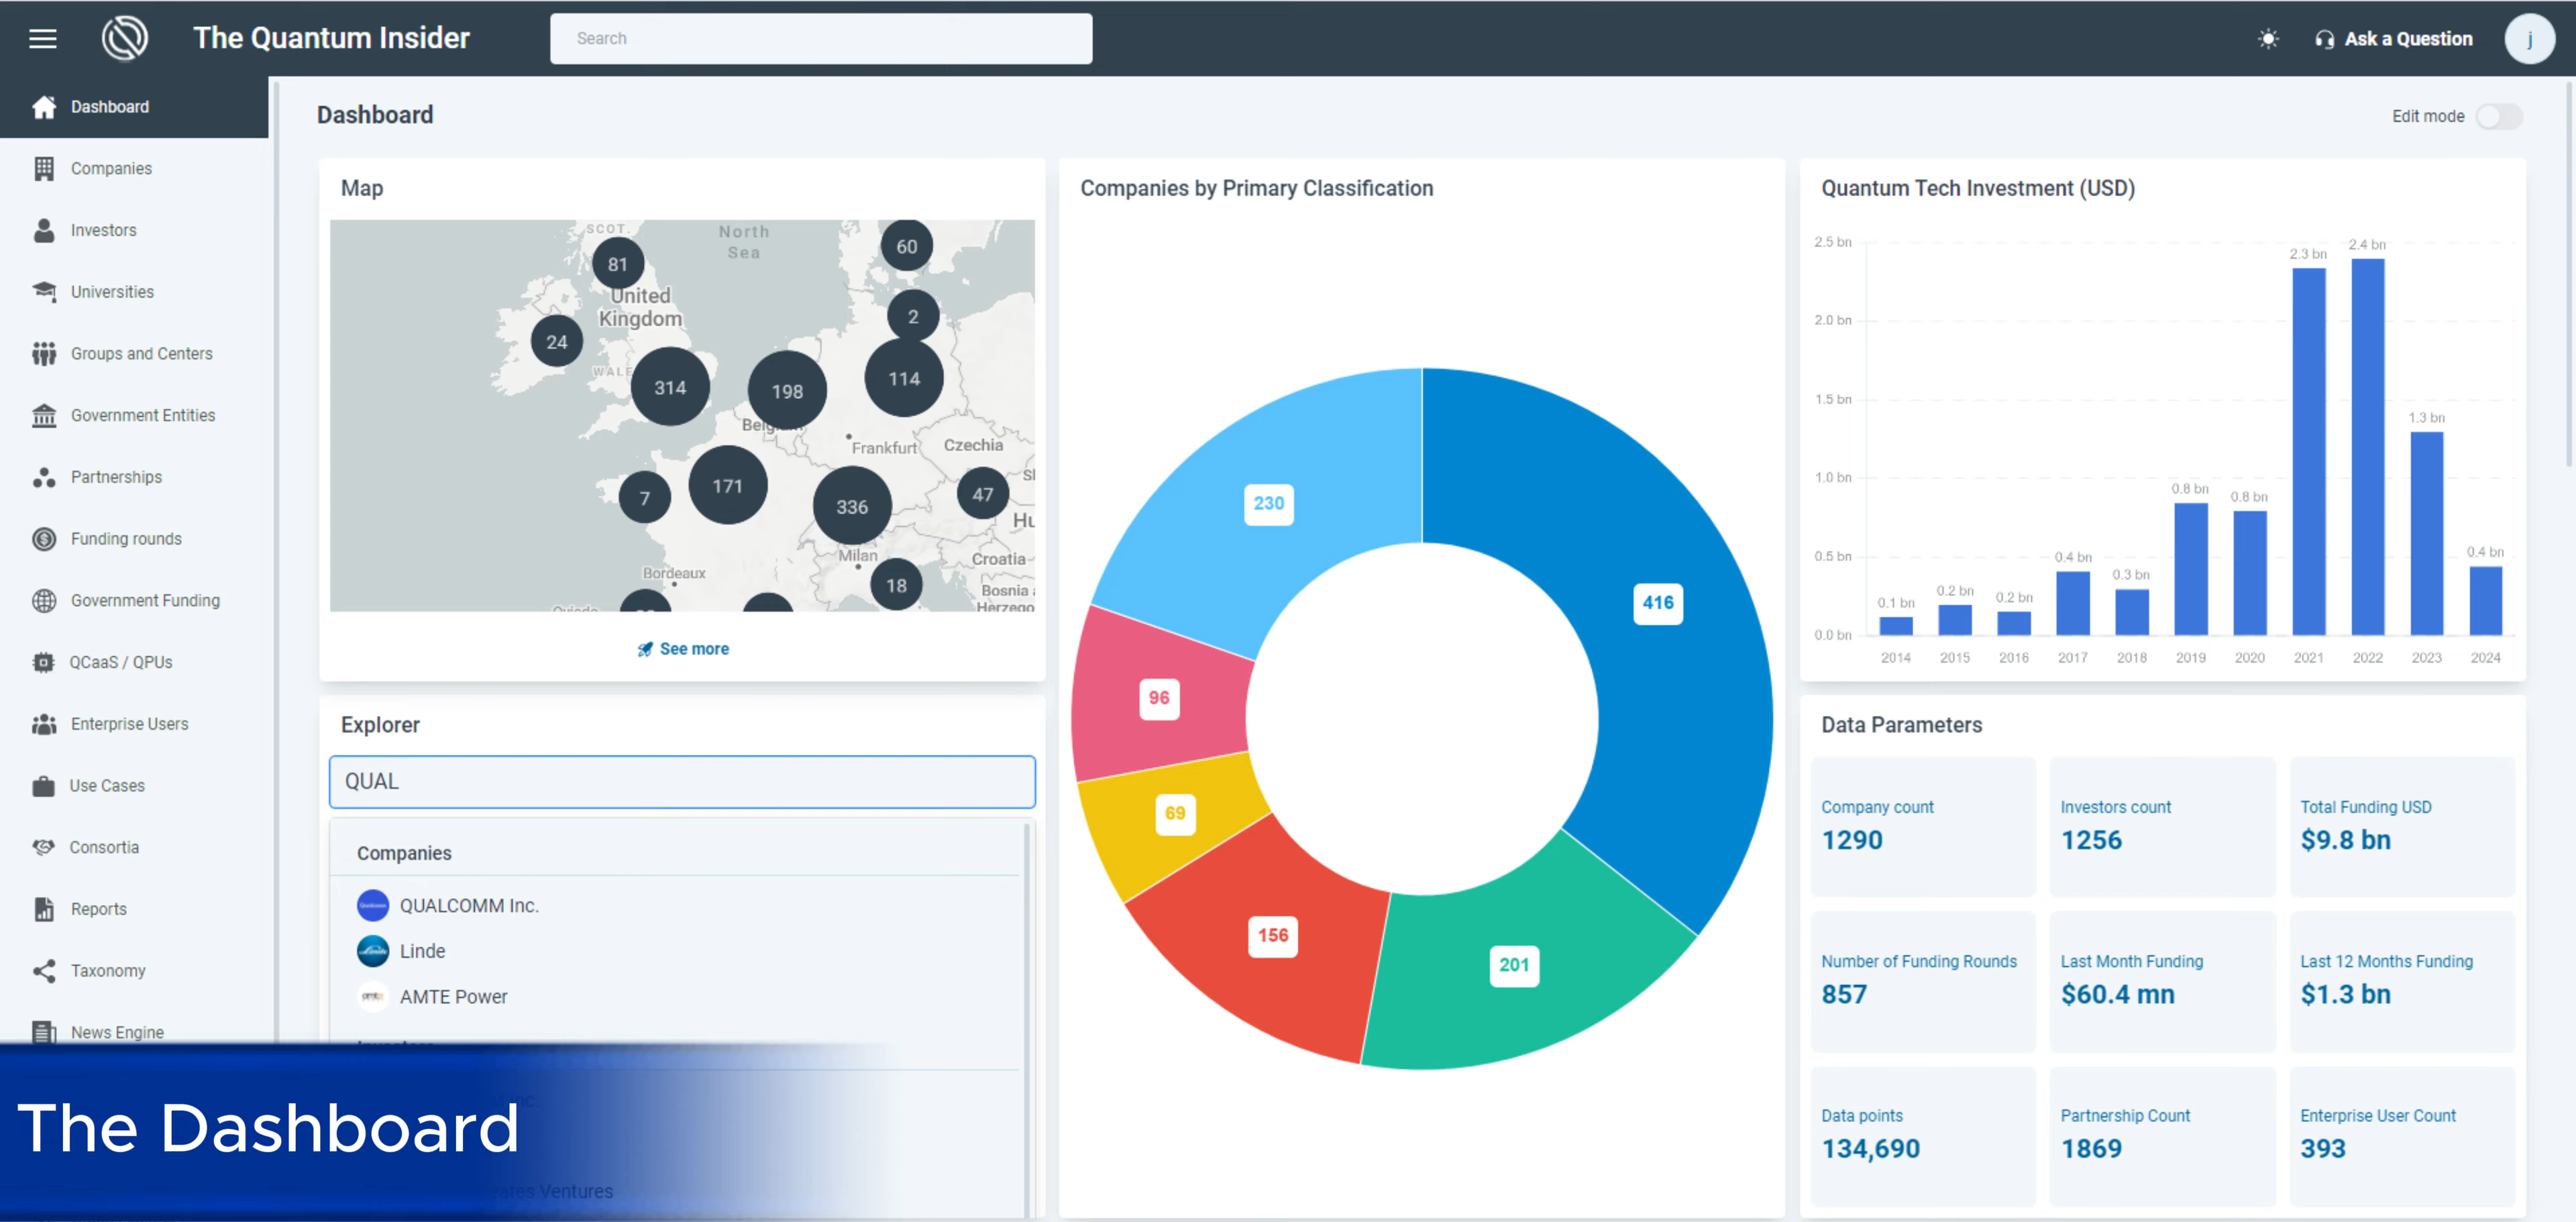 The Quantum Insider
Search
Ask a Question
j
Dashboard
Companies
Investors
Universities
Groups and Centers
Government Entities
Partnerships
Funding rounds
Government Funding
QCaaS / QPUs
Enterprise Users
Use Cases
Consortia
Reports
Taxonomy
News Engine
Dashboard
Edit mode
Map
SCOT.
North
Sea
60
81
United
Kingdom
2
24
WALE
314
198
114
Frankfurt
Czechia
7
171
336
47
Milan
Croatia
Bordeaux
18
Bosnia
See more
Explorer
QUAL
Companies
QUALCOMM Inc.
Linde
AMTE Power
Ventures
The Dashboard
Companies by Primary Classification
230
416
96
69
156
201
Quantum Tech Investment (USD)
2.5 bn
2.0 bn
1.5 bn
1.0 bn
0.5 bn
0.0 bn
0.1 bn
0.2 bn
0.2 bn
0.4 bn
0.3 bn
0.8 bn
0.8 bn
2.3 bn
2.4 bn
1.3 bn
0.4 bn
2014 2015 2016 2017 2018 2019 2020 2021 2022 2023 2024
Data Parameters
Company count
1290
Investors count
1256
Total Funding USD
$9.8 bn
Number of Funding Rounds
857
Last Month Funding
$60.4 mn
Last 12 Months Funding
$1.3 bn
Data points
134,690
Partnership Count
1869
Enterprise User Count
393